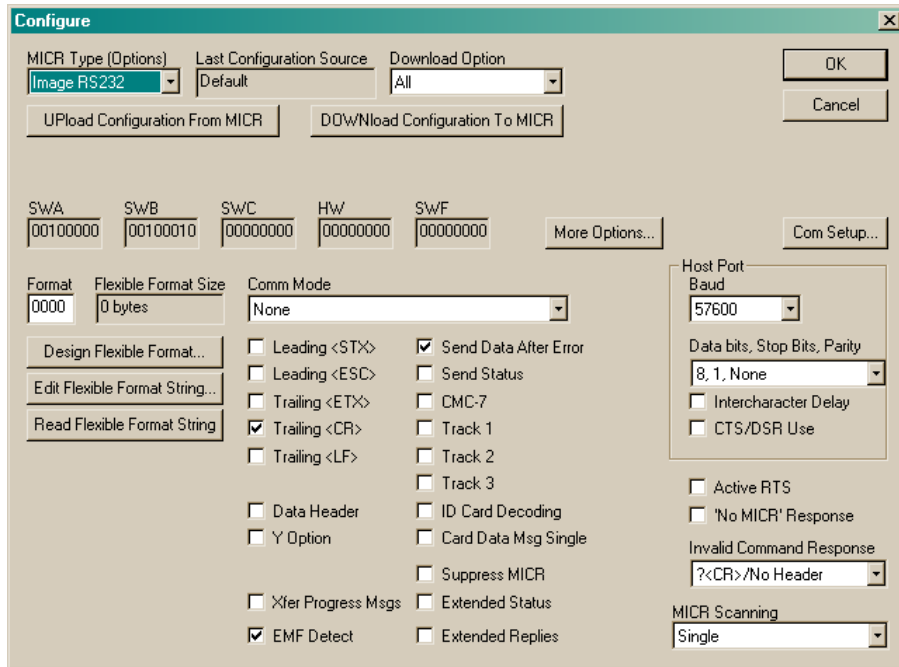 Configure
MICR Type (Options)
Last Configuration Source
Download Option
Image RS232
Default
All
OK
Cancel
UPload Configuration From MICR
DOWNload Configuration To MICR
SWA
SWB
SWC
HW
SWF
00100000
00100010
00000000
00000000
00000000
More Options...
Com Setup...
Format
Flexible Format Size
0000
0 bytes
Comm Mode
None
Design Flexible Format...
Edit Flexible Format String...
Read Flexible Format String
Leading <STX>
Leading <ESC>
Trailing <ETX>
Trailing <CR>
Trailing <LF>
Data Header
Y Option
Xfer Progress Msgs
EMF Detect
Send Data After Error
Send Status
CMC-7
Track 1
Track 2
Track 3
ID Card Decoding
Card Data Msg Single
Suppress MICR
Extended Status
Extended Replies
Host Port
Baud
57600
Data bits, Stop Bits, Parity
8, 1, None
Intercharacter Delay
CTS/DSR Use
Active RTS
'No MICR' Response
Invalid Command Response
?<CR>/No Header
MICR Scanning
Single